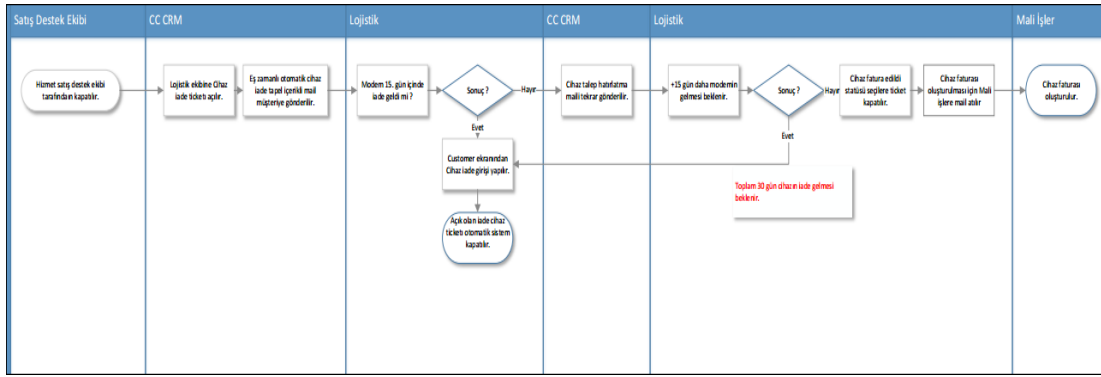 Satış Destek Ekibi
CC CRM
Lojistik
CC CRM
Lojistik
Mali İşler
Hizmet satış destek ekibi
tarafından kapatılır.
Lojistik ekibine Cihaz
iade ticketı açılır.
Eş zamanlı otomatik cihaz
iade tapel içerikli mail
müşteriye gönderilir.
Modem 15. gün içinde
iade geldi mi ?
Sonuç ?
Hayır
Evet
Customer ekranından
Cihaz iade girişi yapılır.
Açık olan iade cihaz
ticketı otomatik sistem
kapatılır.
Cihaz talep hatırlatma
maili tekrar gönderilir.
+15 gün daha modemin
gelmesi beklenir.
Sonuç ?
Hayır
Evet
Toplam 30 gün cihazın iade gelmesi
beklenir.
Cihaz fatura edildi
statüsü seçilere ticket
kapatılır.
Cihaz faturası
oluşturulması için Mali
işlere mail atılır
Cihaz faturası
oluşturulur.